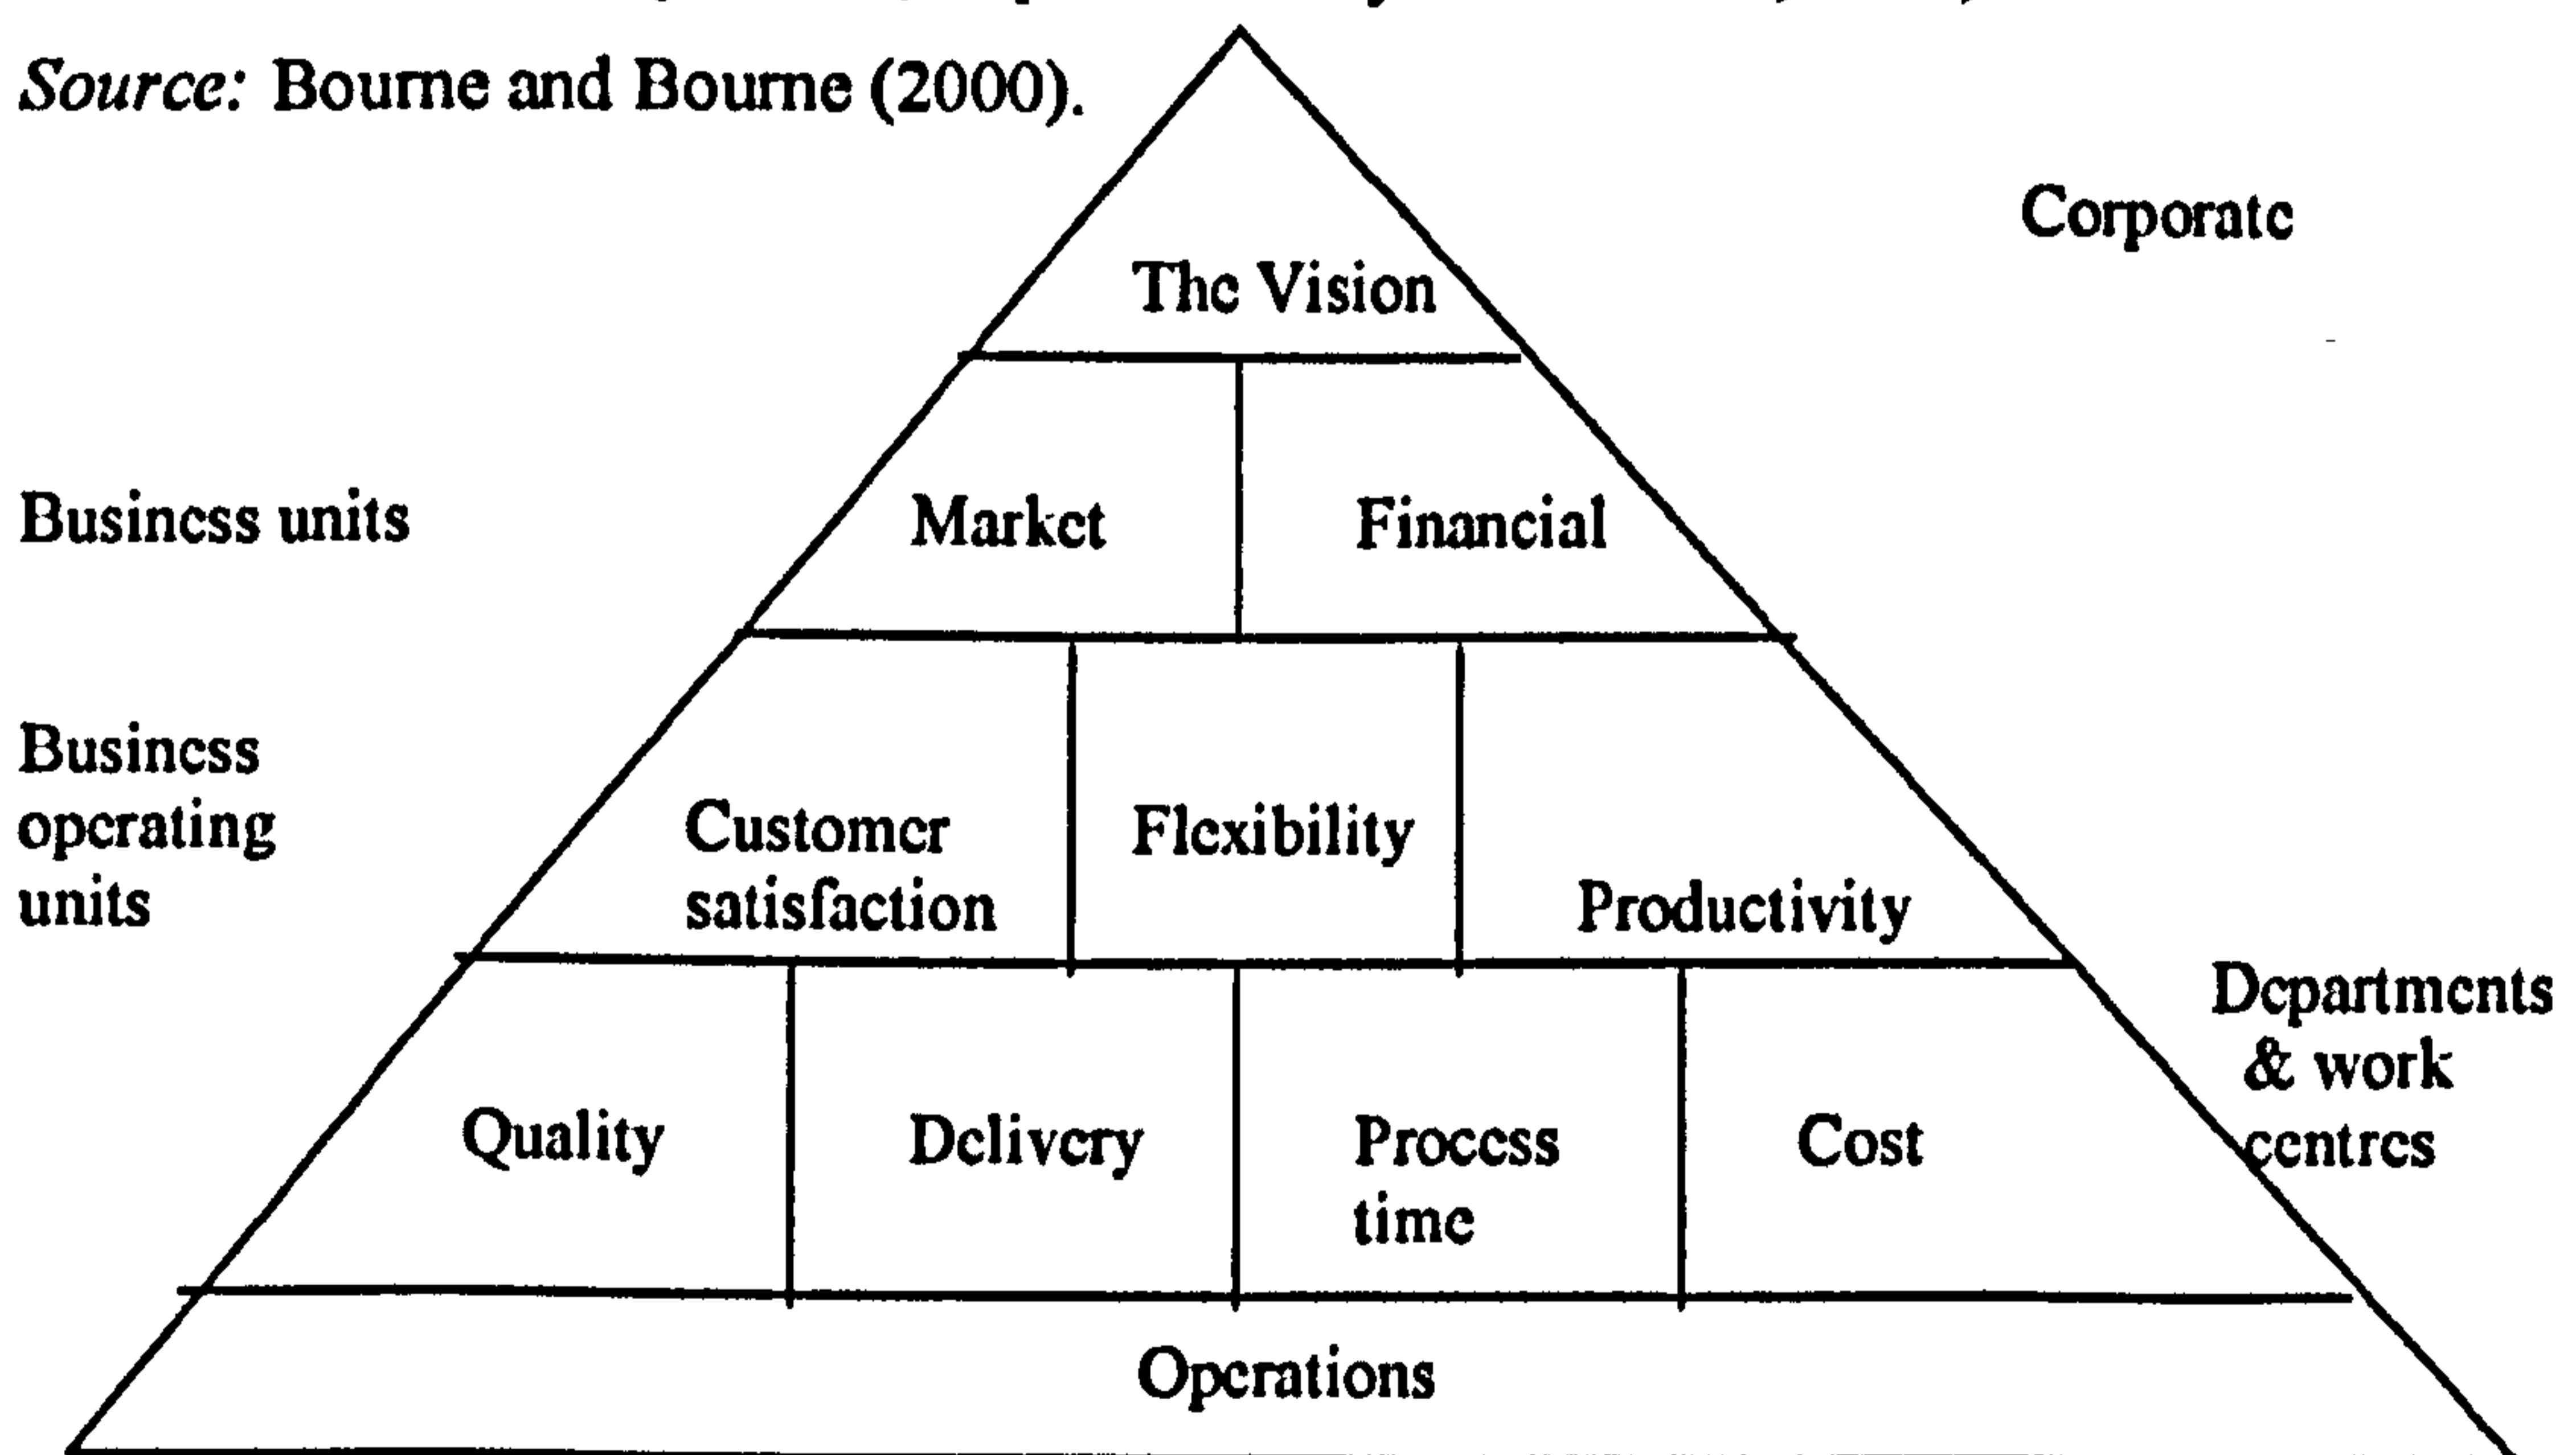 Source: Bourne and Bourne (2000).
Corporate
The Vision
Business units
Market
Financial
Business
operating
units
Customer
satisfaction
Flexibility
Productivity
Departments
& work
centres
Quality
Delivery
Process
time
Cost
Operations